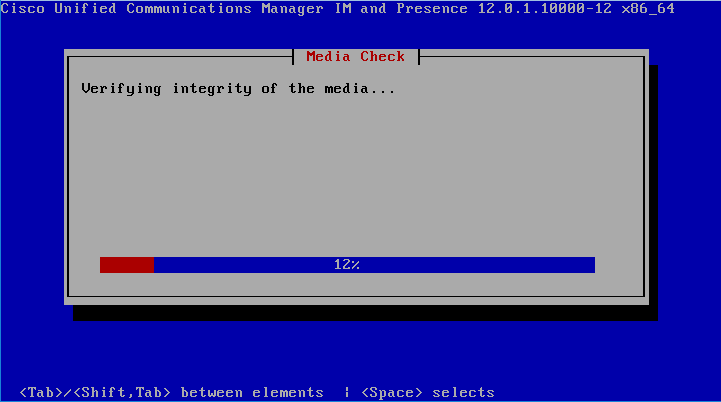 Cisco Unified Communications Manager IM and Presence 12.0.1.10000-12 x86_64
Media Check
Verifying integrity of the media...
12%
<Tab>/<Shift,Tab> between elements  | <Space> selects